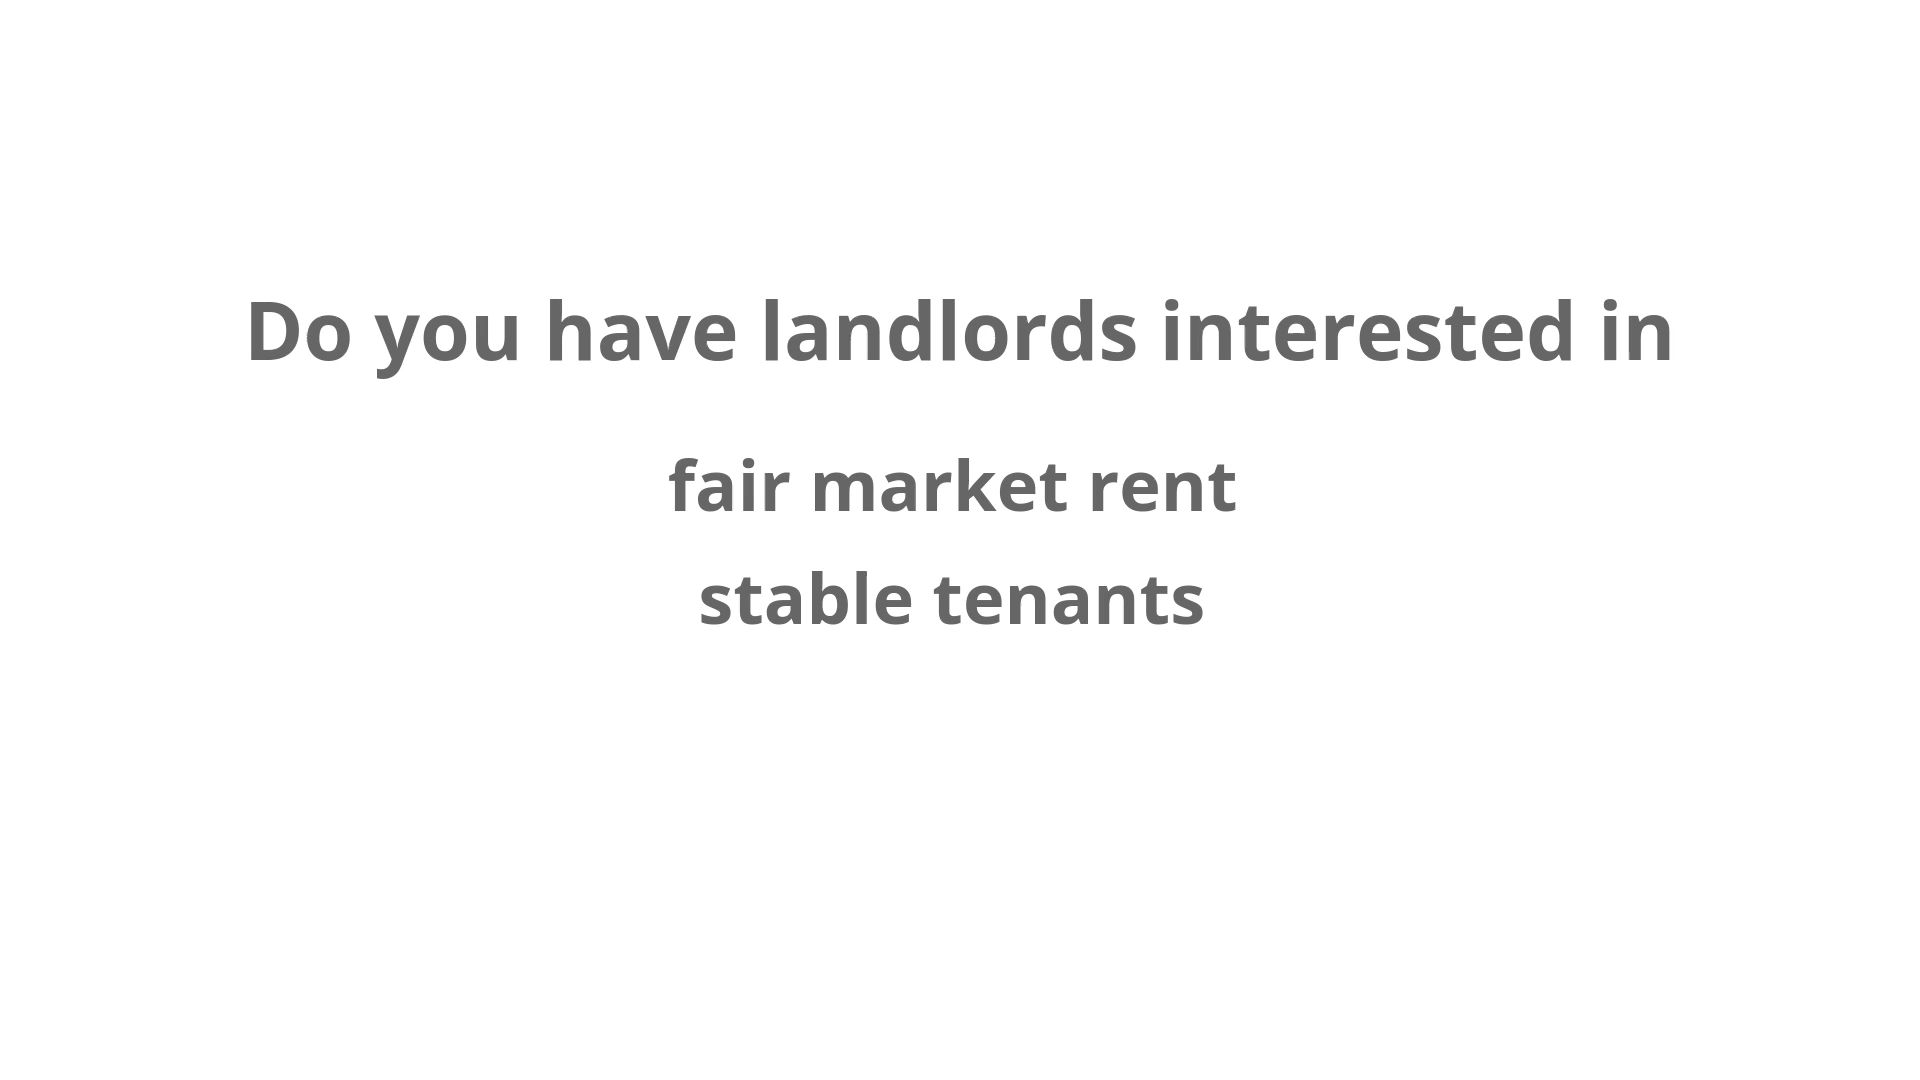 Do you have landlords interested in
fair market rent
stable tenants